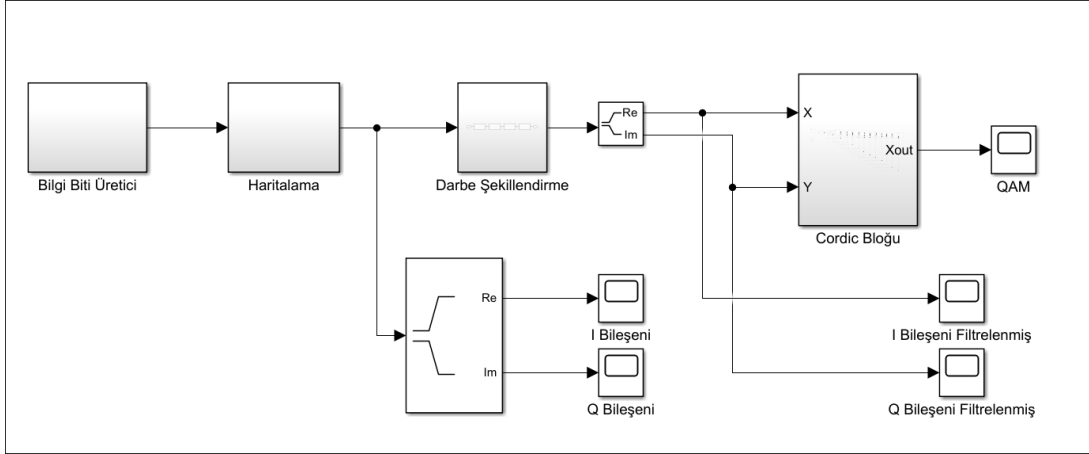 Bilgi Biti Üretici
Haritalama
Darbe Şekillendirme
Re
Im
X
Y
Xout
Cordic Bloğu
QAM
Re
Im
I Bileşeni
Q Bileşeni
I Bileşeni Filtrelenmiş
Q Bileşeni Filtrelenmiş